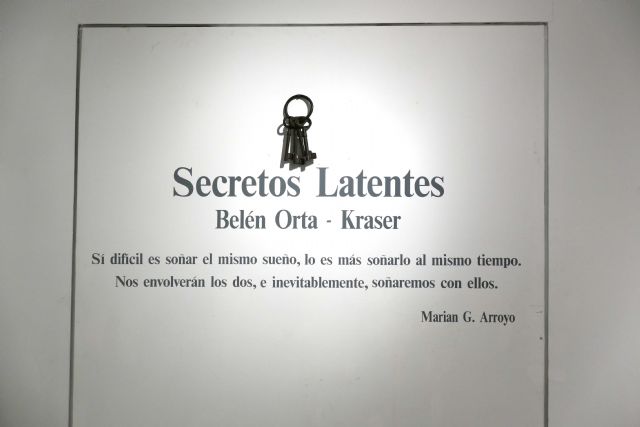 Secretos Latentes
Belén Orta - Kraser
Sí difícil es soñar el mismo sueño, lo es más soñarlo al mismo tiempo.
Nos envolverán los dos, e inevitablemente, soñaremos con ellos.
Marian G. Arroyo